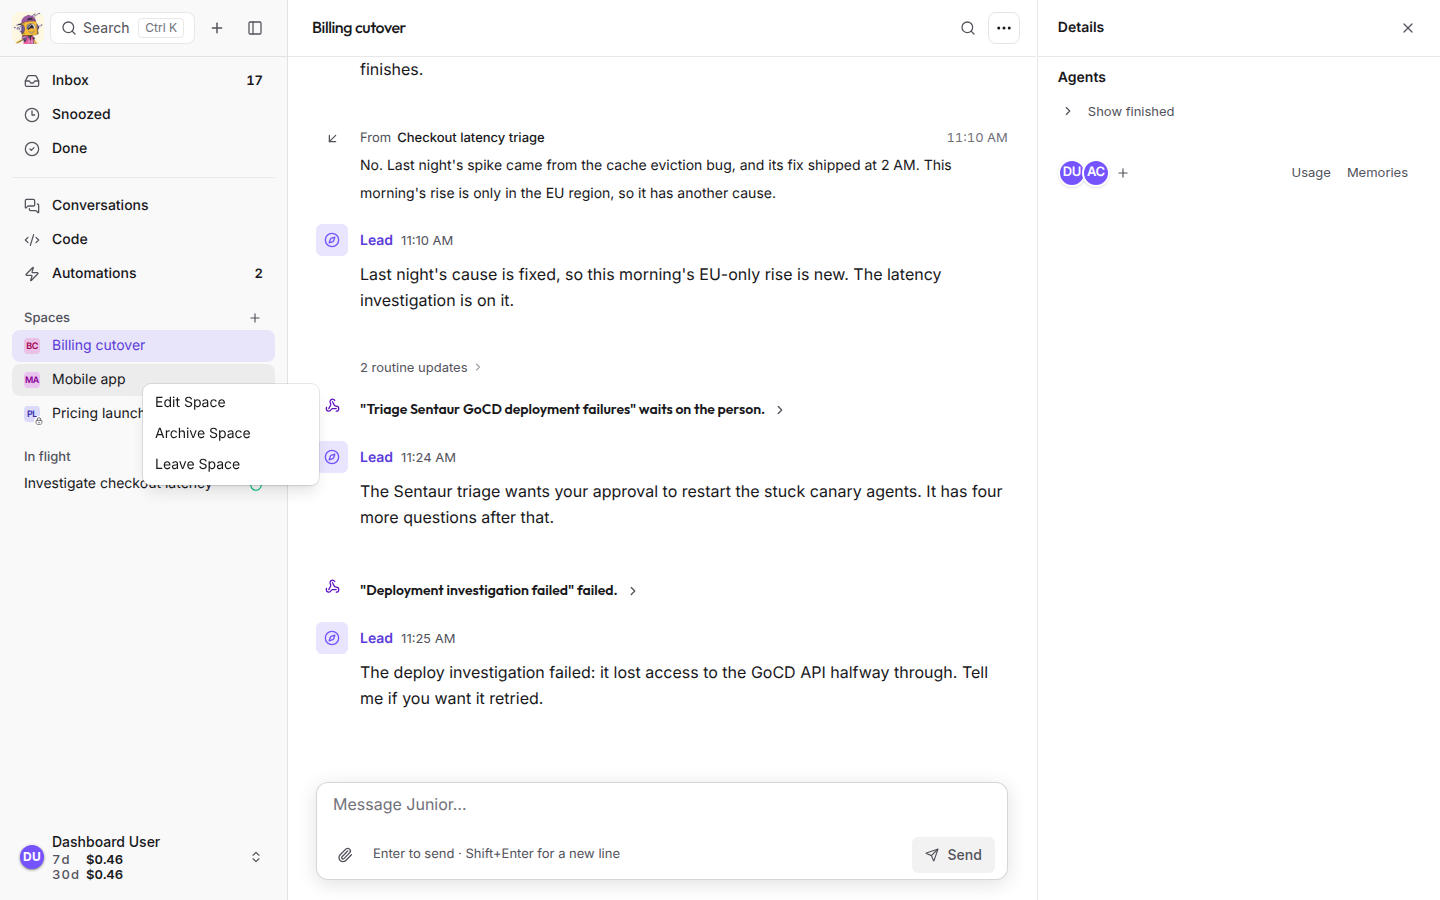 Search Ctrl K
Inbox 17
Snoozed
Done
Conversations
Code
Automations 2
Spaces
BC Billing cutover
MA Mobile app
PL Pricing launch
Edit Space
Archive Space
Leave Space
In flight
Investigate checkout latency
DU Dashboard User
7d $0.46
30d $0.46
Billing cutover
finishes.
From Checkout latency triage 11:10 AM
No. Last night's spike came from the cache eviction bug, and its fix shipped at 2 AM. This
morning's rise is only in the EU region, so it has another cause.
Lead 11:10 AM
Last night's cause is fixed, so this morning's EU-only rise is new. The latency
investigation is on it.
2 routine updates
"Triage Sentaur GoCD deployment failures" waits on the person.
Lead 11:24 AM
The Sentaur triage wants your approval to restart the stuck canary agents. It has four
more questions after that.
"Deployment investigation failed" failed.
Lead 11:25 AM
The deploy investigation failed: it lost access to the GoCD API halfway through. Tell
me if you want it retried.
Message Junior...
Enter to send · Shift+Enter for a new line
Send
Details
Agents
Show finished
DU AC Usage Memories